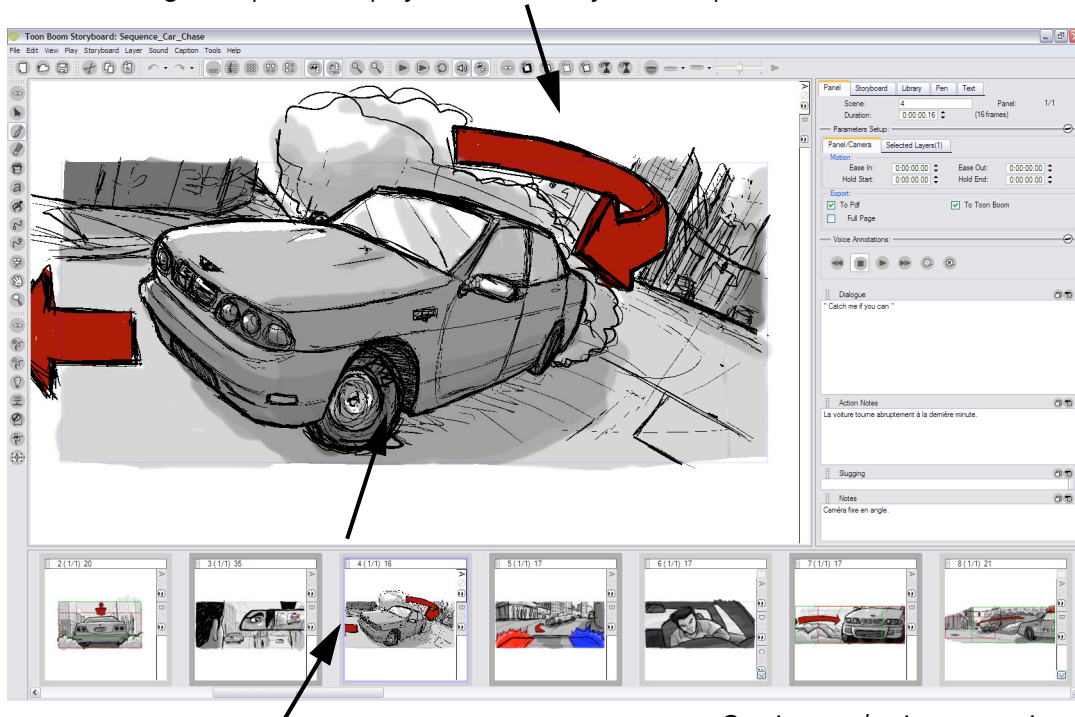 Toon Boom Storyboard: Sequence_Car_Chase
File Edit View Play Storyboard Layer Sound Caption Tools Help
Panel Storyboard Library Pen Text
Scene: 4 Panel: 1/1
Duration: 0:00:00.16 (16 frames)
Parameters Setup:
Panel/Camera Selected Layers(1)
Motion:
Ease In: 0:00:00.00 Ease Out: 0:00:00.00
Hold Start: 0:00:00.00 Hold End: 0:00:00.00
Export:
To Pdf To Toon Boom
Full Page
Voice Annotations:
Dialogue
" Catch me if you can "
Action Notes
La voiture tourne abruptement à la dernière minute.
Slugging
Notes
Caméra fixe en angle.
2 ( 1/1) 20 3 ( 1/1) 35 4 ( 1/1) 16 5 ( 1/1) 17 6 ( 1/1) 17 7 ( 1/1) 17 8 ( 1/1) 21